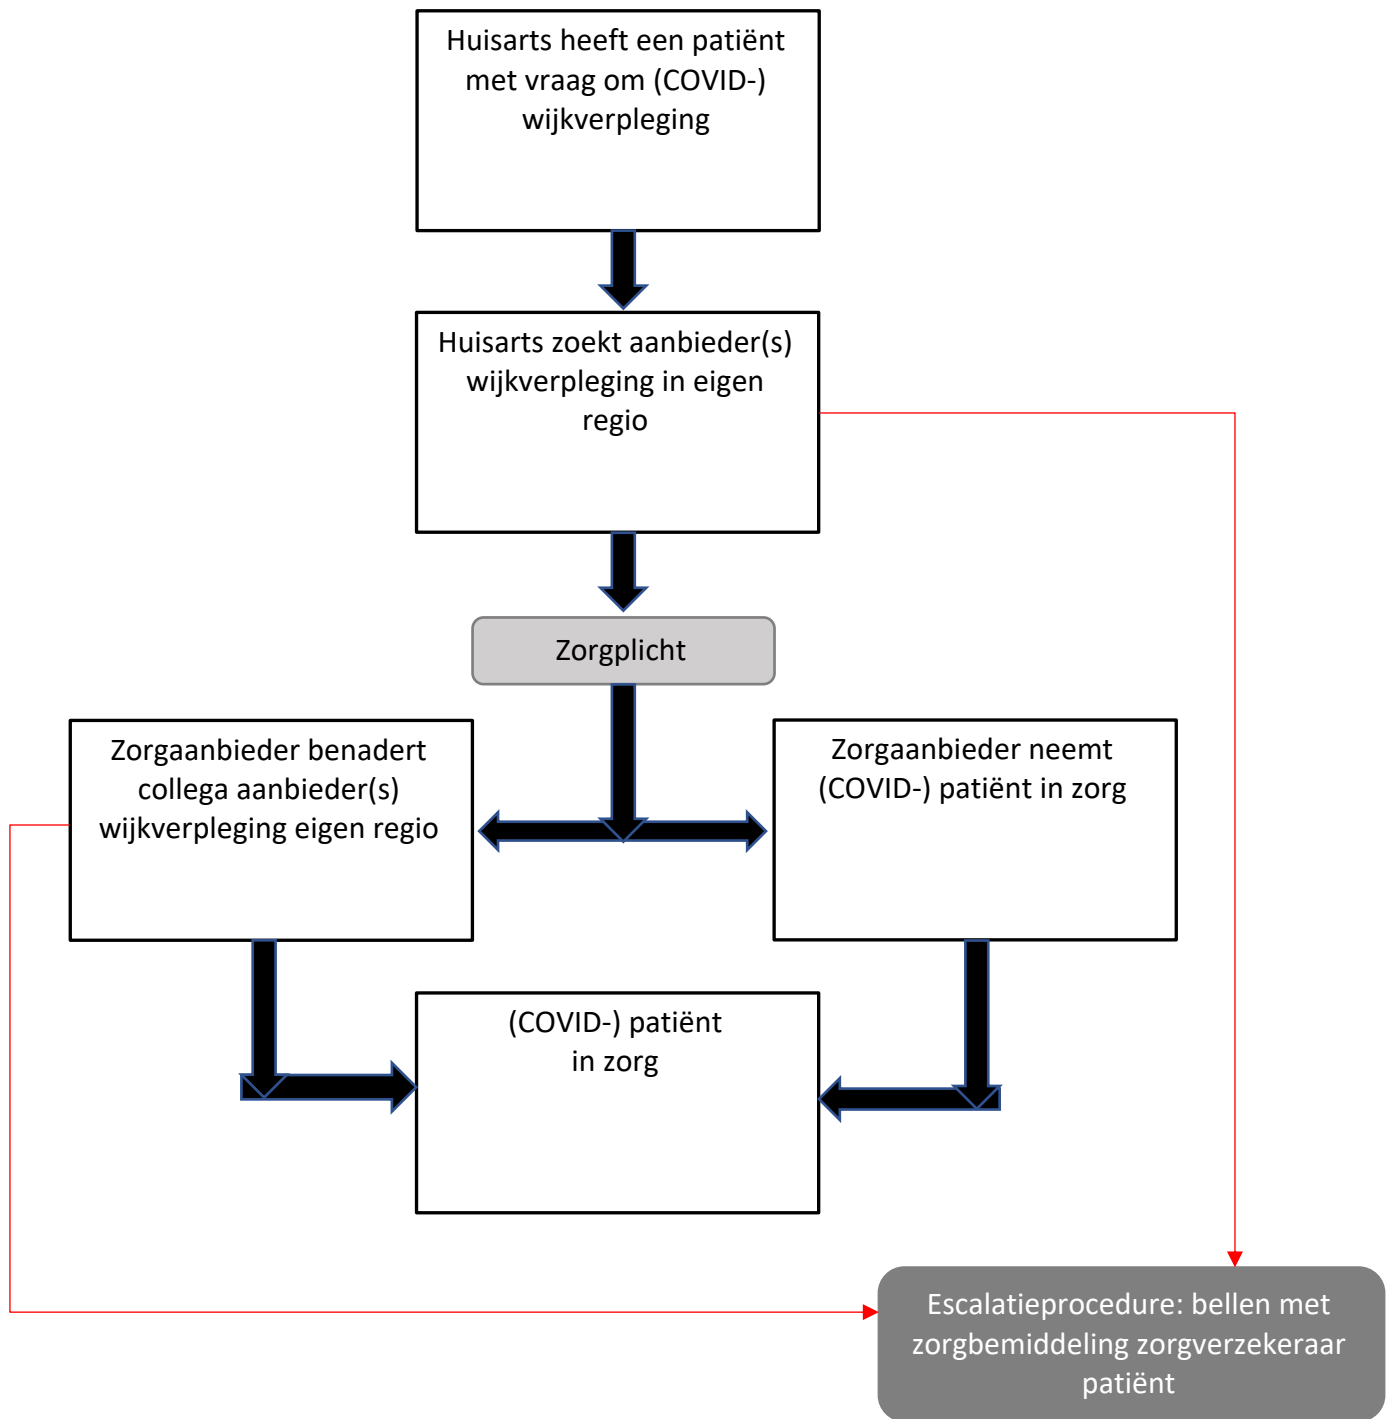 Huisarts heeft een patiënt
met vraag om (COVID-)
wijkverpleging
Huisarts zoekt aanbieder(s)
wijkverpleging in eigen
regio
Zorgplicht
Zorgaanbieder benadert
collega aanbieder(s)
wijkverpleging eigen regio
Zorgaanbieder neemt
(COVID-) patiënt in zorg
(COVID-) patiënt
in zorg
Escalatieprocedure: bellen met
zorgbemiddeling zorgverzekeraar
patiënt